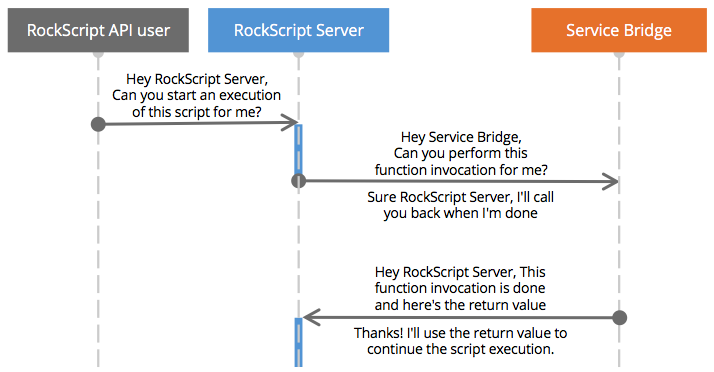 RockScript API user
RockScript Server
Service Bridge
Hey RockScript Server,
Can you start an execution
of this script for me?
Hey Service Bridge,
Can you perform this
function invocation for me?
Sure RockScript Server, I'll call
you back when I'm done
Hey RockScript Server, This
function invocation is done
and here's the return value
Thanks! I'll use the return value to
continue the script execution.